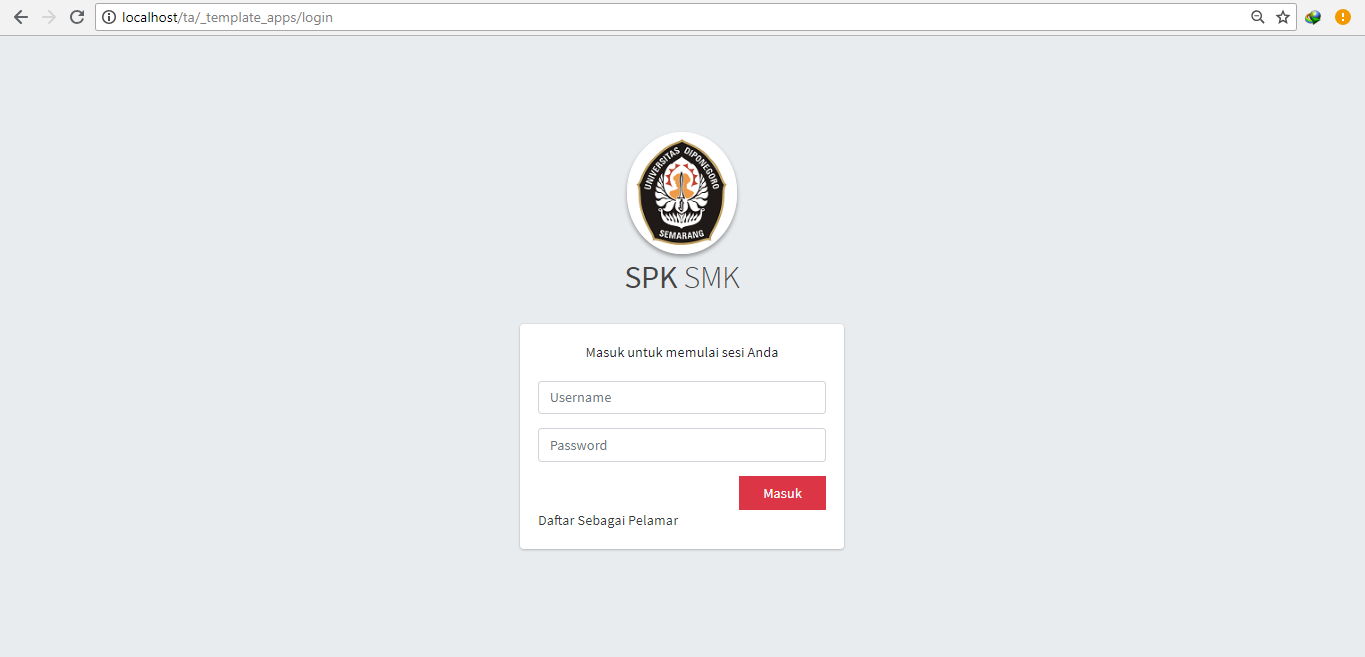 localhost/ta/_template_apps/login
UNIVERSITAS DIPONEGORO
SEMARANG
SPK SMK
Masuk untuk memulai sesi Anda
Username
Password
Masuk
Daftar Sebagai Pelamar